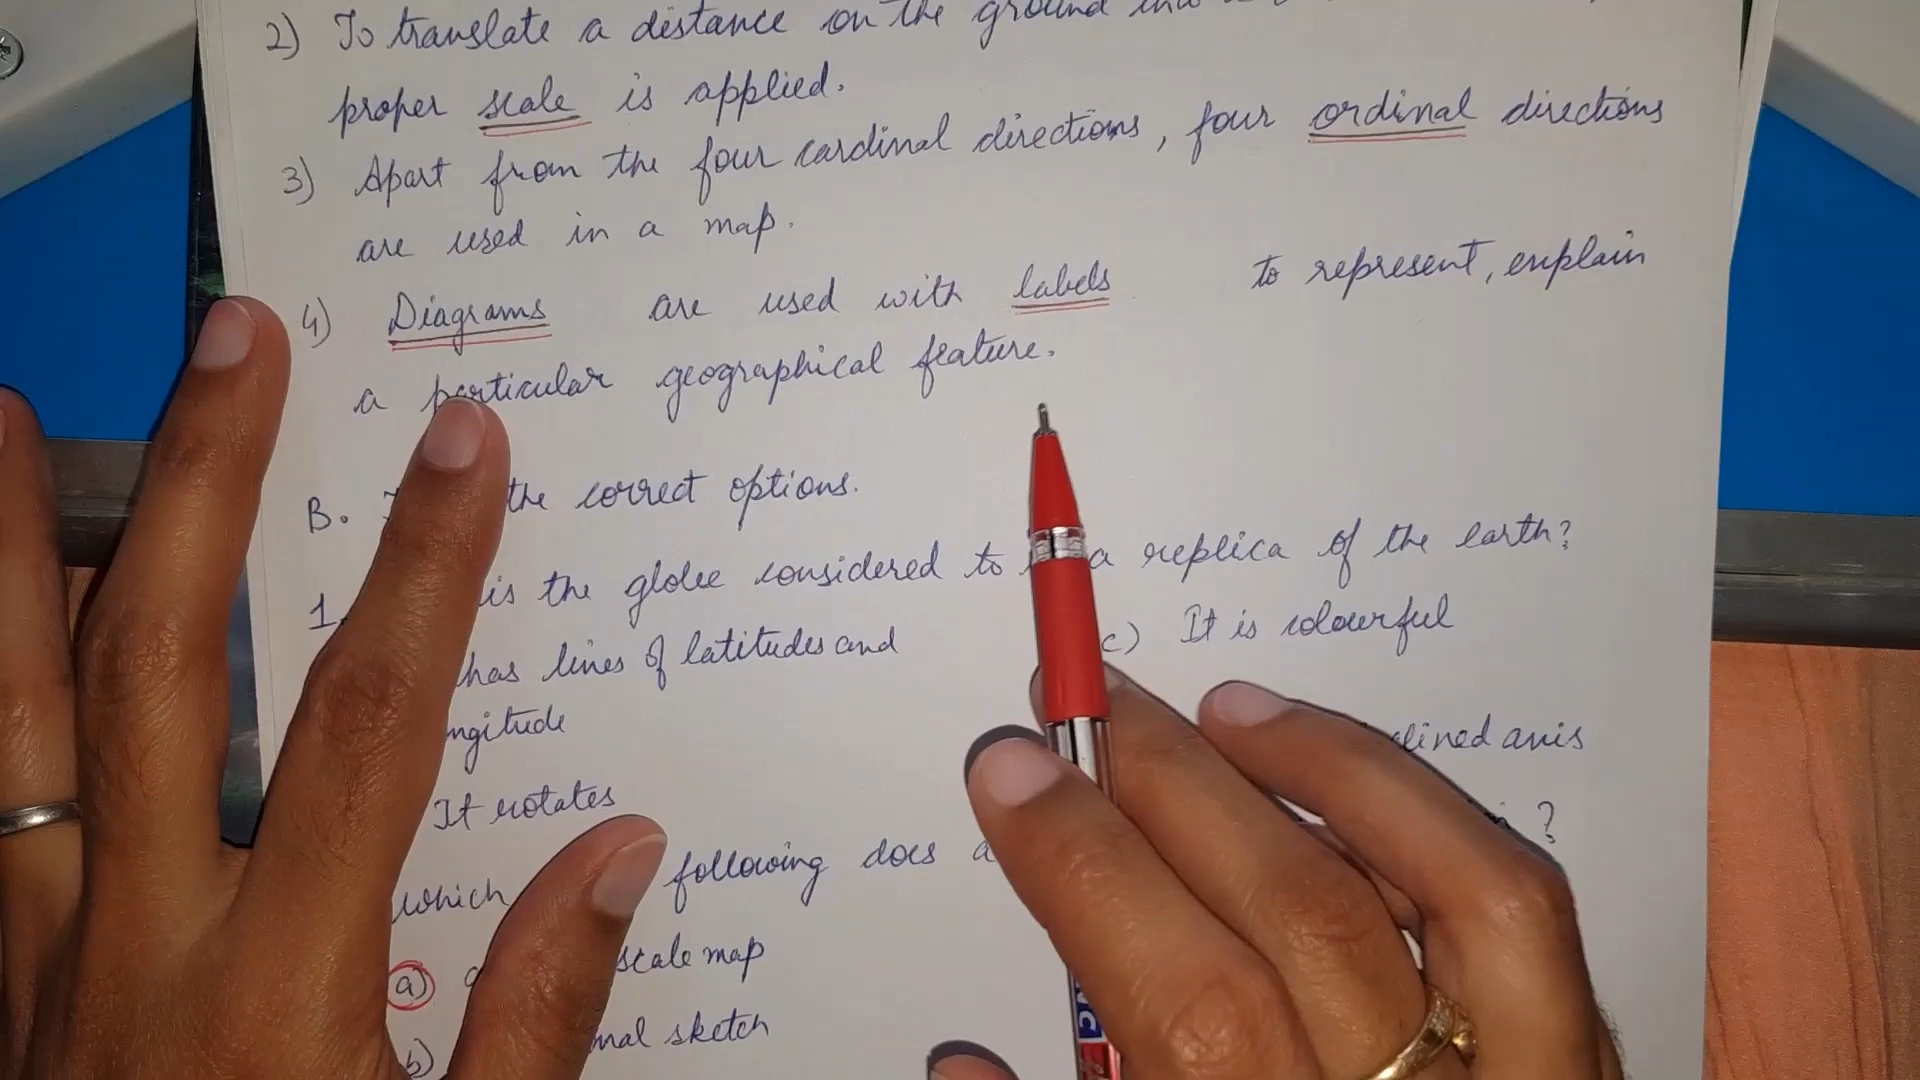 2) To translate a distance on the ground
proper scale is applied.
3) Apart from the four cardinal directions, four ordinal directions
are used in a map.
4) Diagrams are used with labels to represent, explain
a particular geographical feature.
B. the correct options.
1. is the globe considered to a replica of the earth?
has lines of latitudes and c) It is colourful
ngitude lined axis
It rotates
which following does ?
a) scale map
b) nal sketch